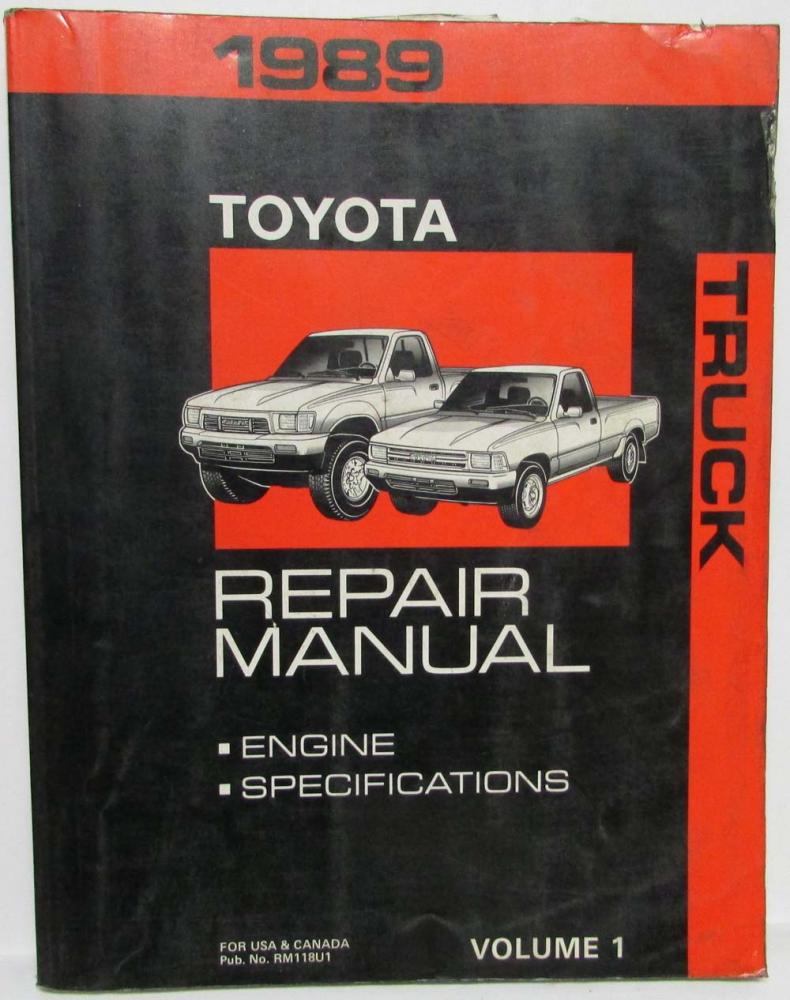 1989
TOYOTA
TRUCK
REPAIR
MANUAL
▪ ENGINE
▪ SPECIFICATIONS
FOR USA & CANADA
Pub. No. RM118U1
VOLUME 1